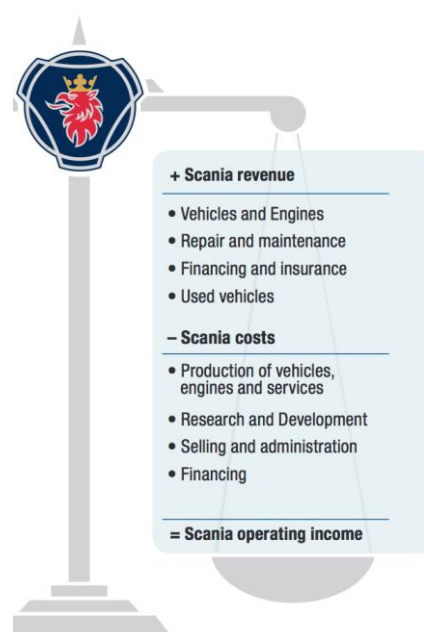 + Scania revenue
• Vehicles and Engines
• Repair and maintenance
• Financing and insurance
• Used vehicles
– Scania costs
• Production of vehicles,
engines and services
• Research and Development
• Selling and administration
• Financing
= Scania operating income